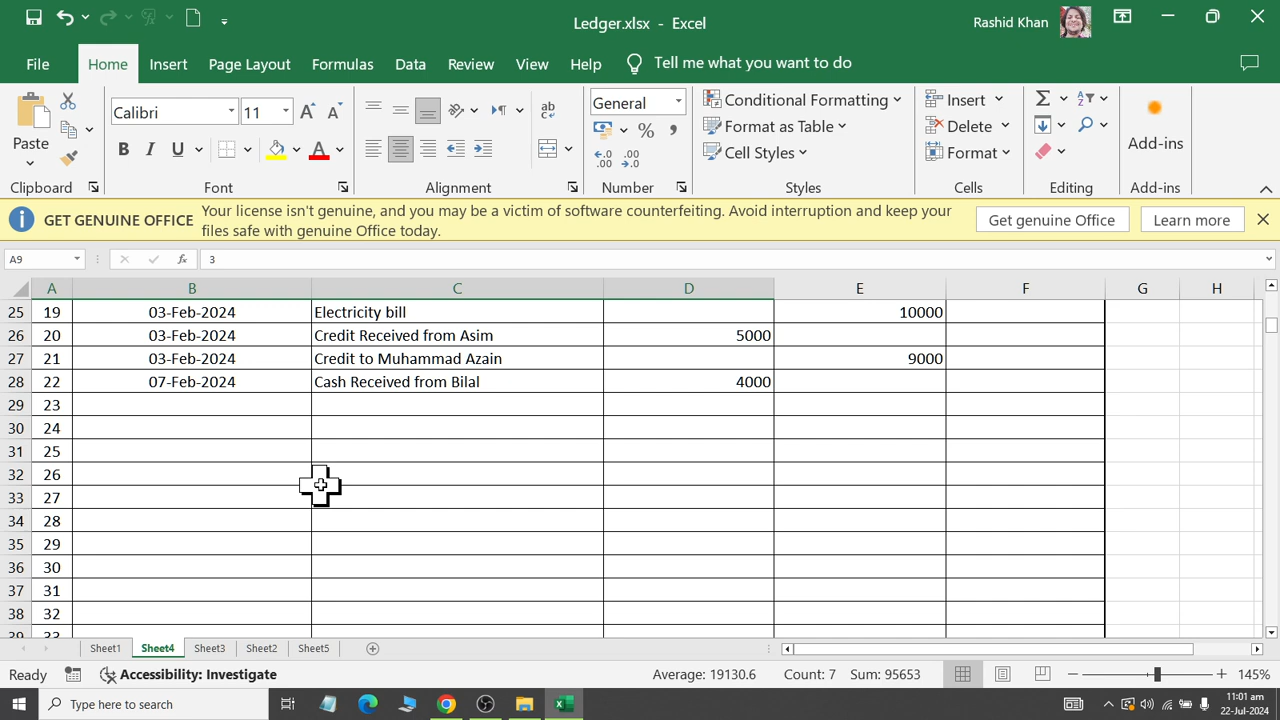 Ledger.xlsx - Excel
Rashid Khan
File Home Insert Page Layout Formulas Data Review View Help Tell me what you want to do
Paste
Calibri 11
B I U A
General
% ,
Conditional Formatting
Format as Table
Cell Styles
Insert
Delete
Format
Add-ins
Clipboard Font Alignment Number Styles Cells Editing Add-ins
GET GENUINE OFFICE Your license isn't genuine, and you may be a victim of software counterfeiting. Avoid interruption and keep your
files safe with genuine Office today.
Get genuine Office Learn more
A9 fx 3
A B C D E F G H
25 19 03-Feb-2024 Electricity bill 10000
26 20 03-Feb-2024 Credit Received from Asim 5000
27 21 03-Feb-2024 Credit to Muhammad Azain 9000
28 22 07-Feb-2024 Cash Received from Bilal 4000
29 23
30 24
31 25
32 26
33 27
34 28
35 29
36 30
37 31
38 32
39 33
Sheet1 Sheet4 Sheet3 Sheet2 Sheet5
Ready Accessibility: Investigate Average: 19130.6 Count: 7 Sum: 95653 145%
Type here to search
11:01 am
22-Jul-2024